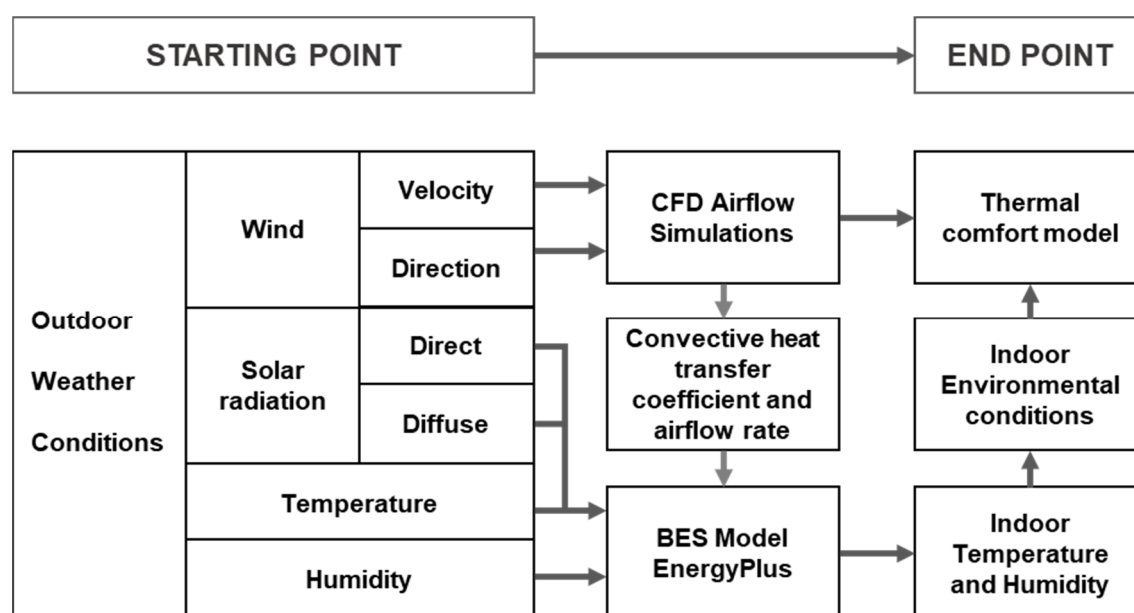 STARTING POINT
END POINT
Outdoor
Weather
Conditions
Wind
Velocity
Direction
Solar
radiation
Direct
Diffuse
Temperature
Humidity
CFD Airflow
Simulations
Convective heat
transfer
coefficient and
airflow rate
BES Model
EnergyPlus
Thermal
comfort model
Indoor
Environmental
conditions
Indoor
Temperature
and Humidity